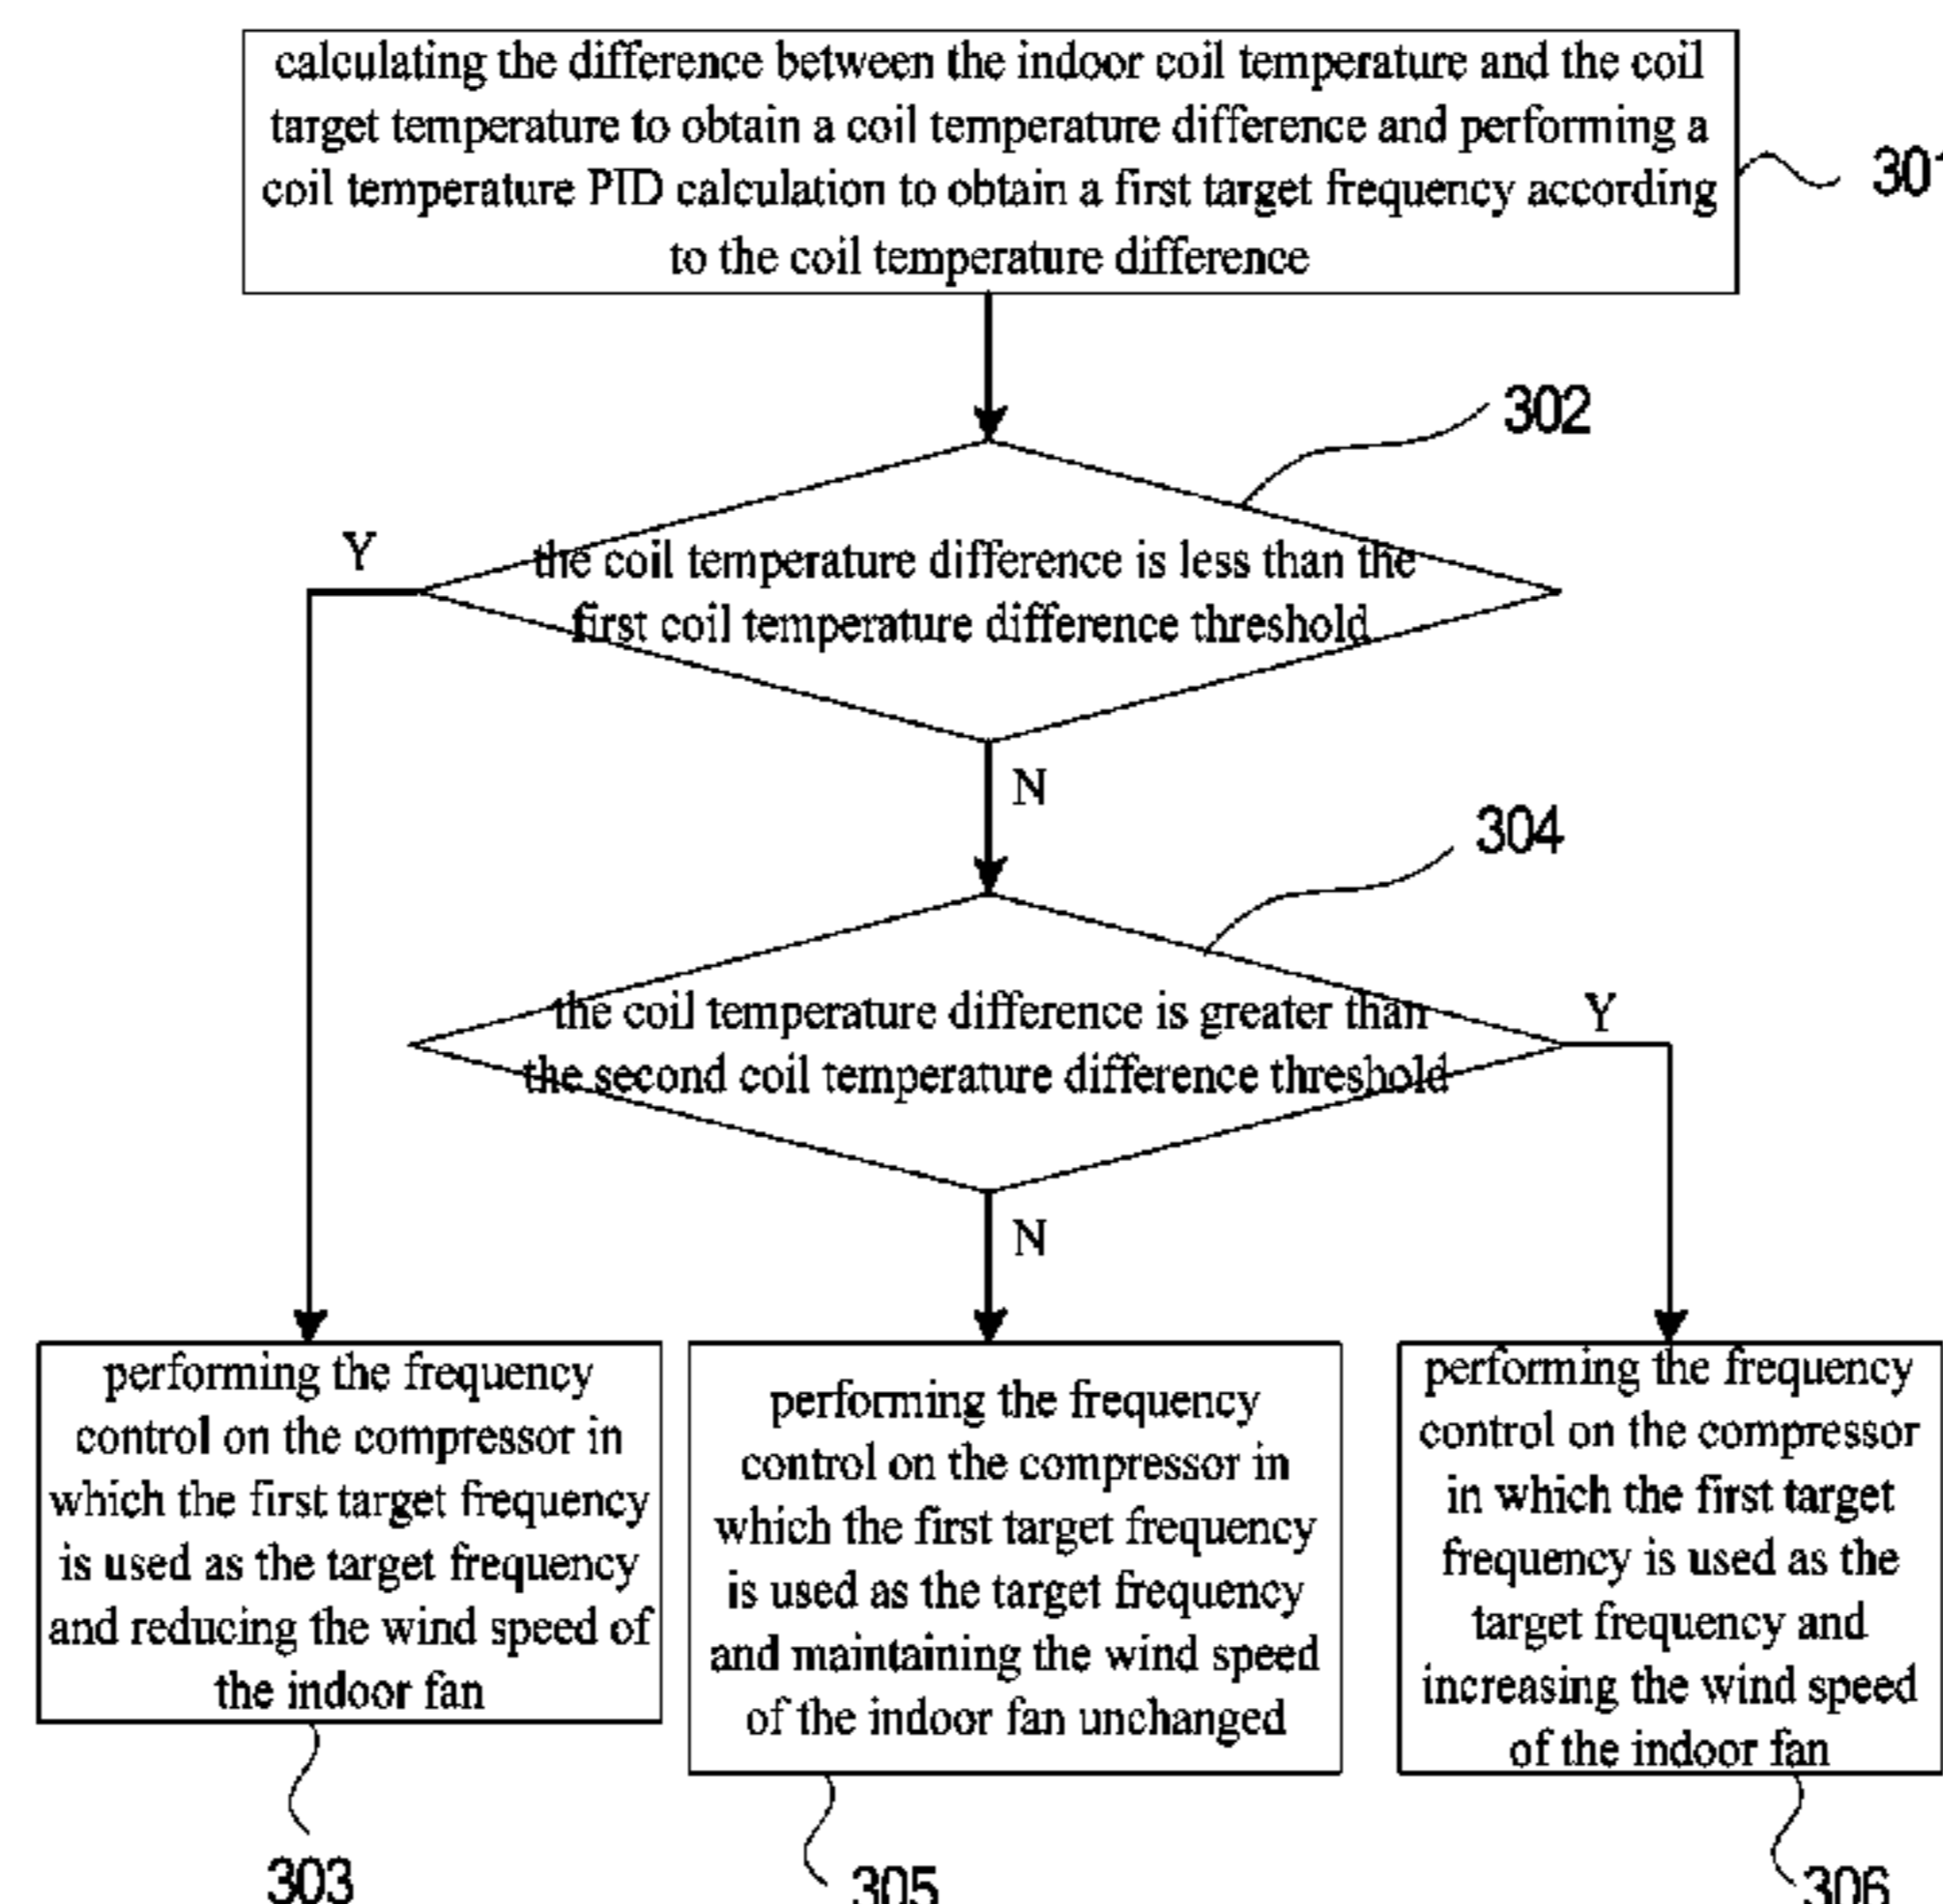 calculating the difference between the indoor coil temperature and the coil
target temperature to obtain a coil temperature difference and performing a
coil temperature PID calculation to obtain a first target frequency according
to the coil temperature difference
301
302
Y
the coil temperature difference is less than the
first coil temperature difference threshold
N
304
the coil temperature difference is greater than
the second coil temperature difference threshold
Y
N
performing the frequency
control on the compressor in
which the first target frequency
is used as the target frequency
and reducing the wind speed of
the indoor fan
performing the frequency
control on the compressor in
which the first target frequency
is used as the target frequency
and maintaining the wind speed
of the indoor fan unchanged
performing the frequency
control on the compressor
in which the first target
frequency is used as the
target frequency and
increasing the wind speed
of the indoor fan
303
305
306